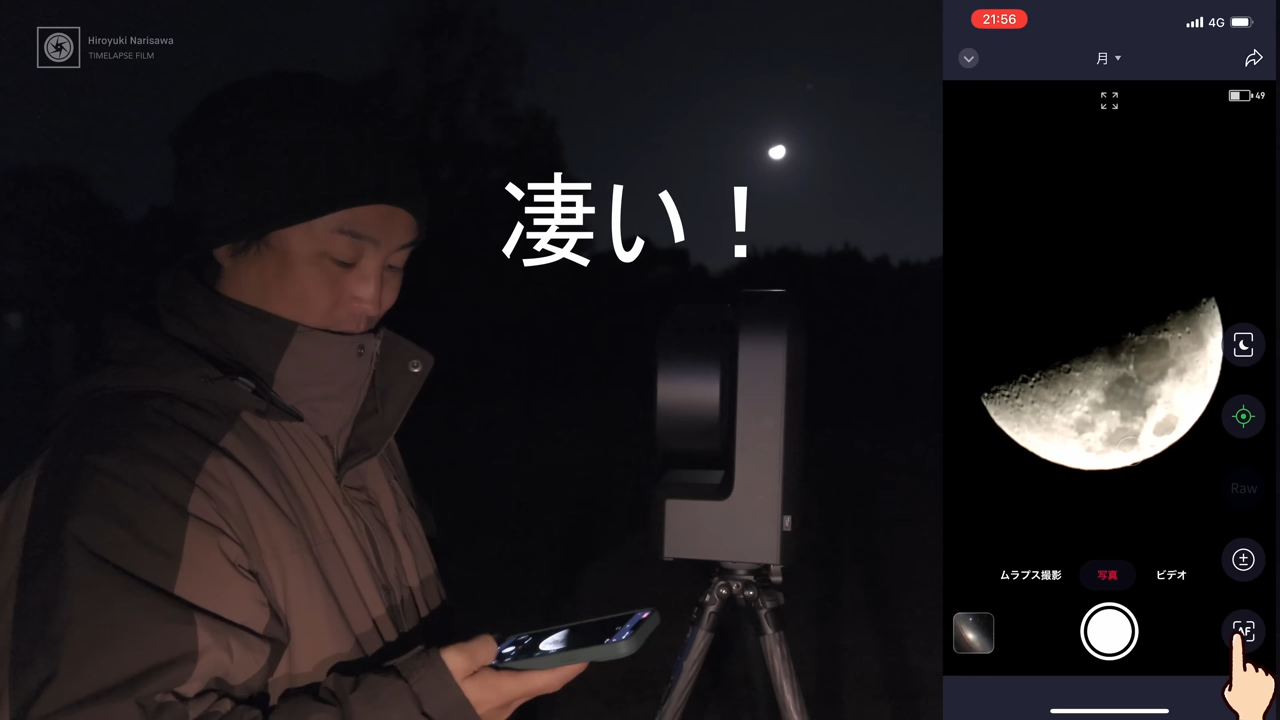 Hiroyuki Narisawa
TIMELAPSE FILM
凄い！
21:56
4G
月
49
Raw
ムラプス撮影
写真
ビデオ
AF